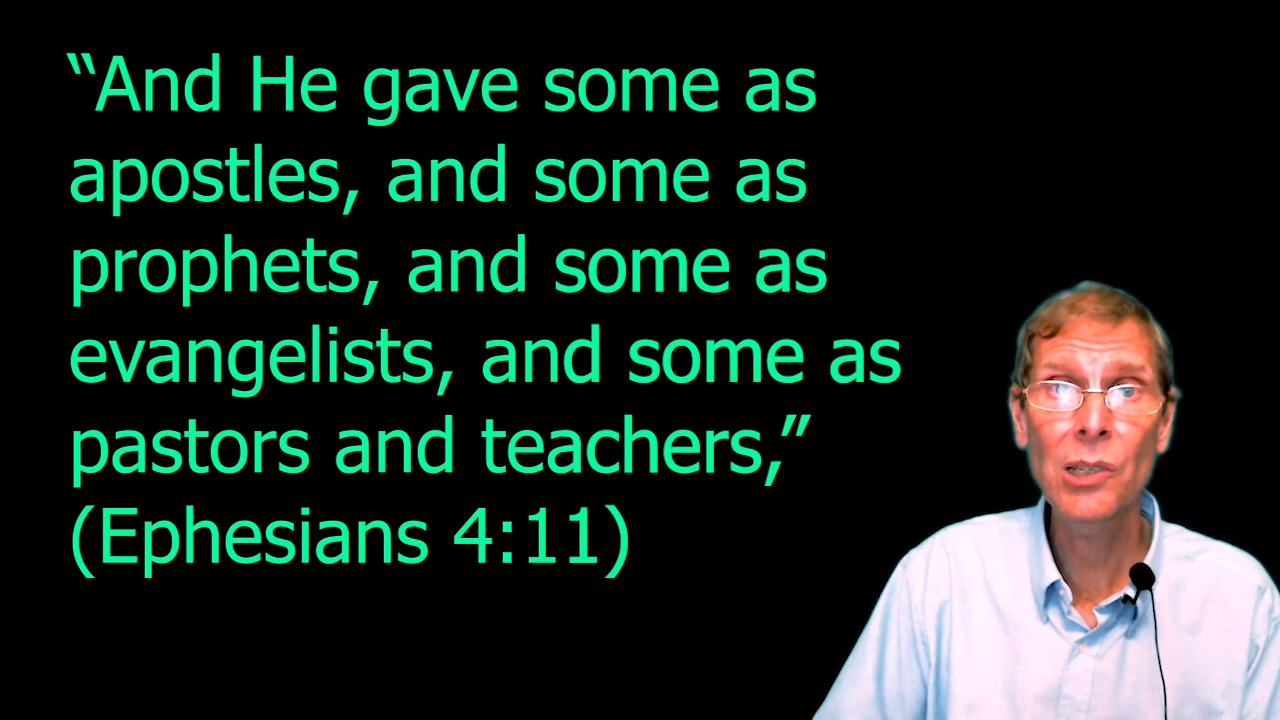 “And He gave some as
apostles, and some as
prophets, and some as
evangelists, and some as
pastors and teachers,”
(Ephesians 4:11)